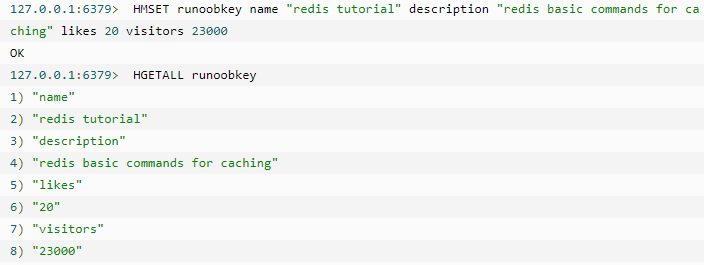 127.0.0.1:6379>  HMSET runoobkey name "redis tutorial" description "redis basic commands for ca
ching" likes 20 visitors 23000
OK
127.0.0.1:6379>  HGETALL runoobkey
1) "name"
2) "redis tutorial"
3) "description"
4) "redis basic commands for caching"
5) "likes"
6) "20"
7) "visitors"
8) "23000"